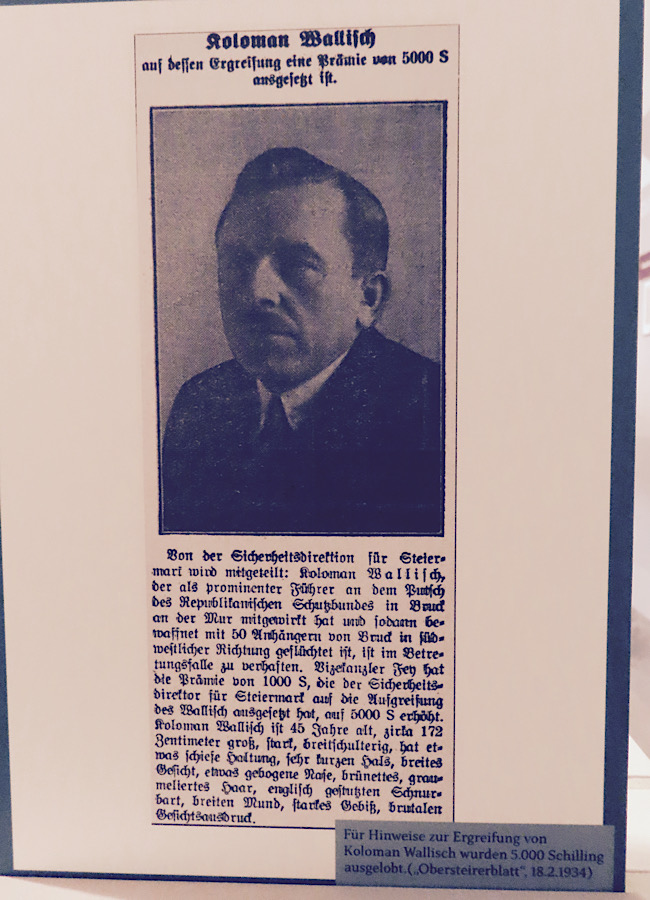 Koloman Wallisch
auf dessen Ergreifung eine Prämie von 5000 S
ausgesetzt ist.
Von der Sicherheitsdirektion für Steier-
mark wird mitgeteilt: Koloman Wallisch,
der als prominenter Führer an dem Putsch
des Republikanischen Schutzbundes in Bruck
an der Mur mitgewirkt hat und sodann be-
waffnet mit 50 Anhängern von Bruck in süd-
westlicher Richtung geflüchtet ist, ist im Betre-
tungsfalle zu verhaften. Vizekanzler Fey hat
die Prämie von 1000 S, die der Sicherheits-
direktor für Steiermark auf die Aufgreifung
des Wallisch ausgesetzt hat, auf 5000 S erhöht.
Koloman Wallisch ist 45 Jahre alt, zirka 172
Zentimeter groß, stark, breitschulterig, hat et-
was schiefe Haltung, sehr kurzen Hals, breites
Gesicht, etwas gebogene Nase, brünettes, grau-
meliertes Haar, englisch gestutzten Schnur-
bart, breiten Mund, starkes Gebiß, brutalen
Gesichtsausdruck.
Für Hinweise zur Ergreifung von
Koloman Wallisch wurden 5.000 Schilling
ausgelobt.(„Obersteirerblatt“, 18.2.1934)